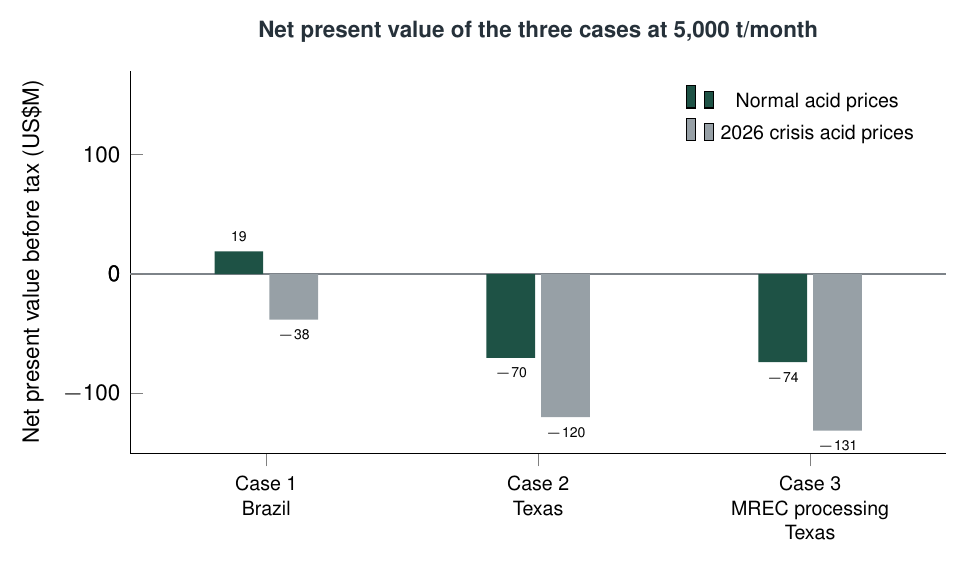 Net present value of the three cases at 5,000 t/month
Net present value before tax (US$M)
Normal acid prices
2026 crisis acid prices
100
0
−100
19
−38
−70
−120
−74
−131
Case 1
Brazil
Case 2
Texas
Case 3
MREC processing
Texas